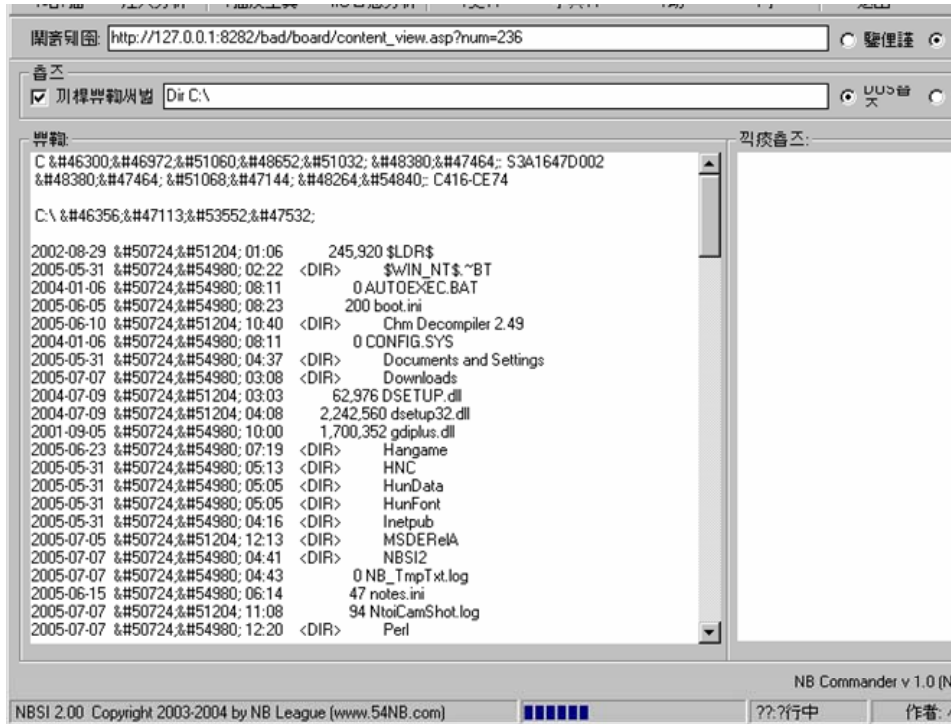 http://127.0.0.1:8282/bad/board/content_view.asp?num=236
Dir C:\
C &#46300;&#46972;&#51060;&#48652;&#51032; &#48380;&#47464;: S3A1647D002
&#48380;&#47464; &#51068;&#47144; &#48264;&#54840;: C416-CE74
C:\ &#46356;&#47113;&#53552;&#47532;
2002-08-29 &#50724;&#51204; 01:06 245,920 $LDR$
2005-05-31 &#50724;&#54980; 02:22 <DIR> $WIN_NT$.~BT
2004-01-06 &#50724;&#54980; 08:11 0 AUTOEXEC.BAT
2005-06-05 &#50724;&#54980; 08:23 200 boot.ini
2005-06-10 &#50724;&#51204; 10:40 <DIR> Chm Decompiler 2.49
2004-01-06 &#50724;&#54980; 08:11 0 CONFIG.SYS
2005-05-31 &#50724;&#54980; 04:37 <DIR> Documents and Settings
2005-07-07 &#50724;&#54980; 03:08 <DIR> Downloads
2004-07-09 &#50724;&#51204; 03:03 62,976 DSETUP.dll
2004-07-09 &#50724;&#51204; 04:08 2,242,560 dsetup32.dll
2001-09-05 &#50724;&#54980; 10:00 1,700,352 gdiplus.dll
2005-06-23 &#50724;&#54980; 07:19 <DIR> Hangame
2005-05-31 &#50724;&#54980; 05:13 <DIR> HNC
2005-05-31 &#50724;&#54980; 05:05 <DIR> HunData
2005-05-31 &#50724;&#54980; 05:05 <DIR> HunFont
2005-05-31 &#50724;&#54980; 04:16 <DIR> Inetpub
2005-07-05 &#50724;&#51204; 12:13 <DIR> MSDERelA
2005-07-07 &#50724;&#54980; 04:41 <DIR> NBSI2
2005-07-07 &#50724;&#54980; 04:43 0 NB_TmpTxt.log
2005-06-15 &#50724;&#54980; 06:14 47 notes.ini
2005-07-07 &#50724;&#51204; 11:08 94 NtoiCamShot.log
2005-07-07 &#50724;&#54980; 12:20 <DIR> Perl
NB Commander v 1.0 (N
NBSI 2.00 Copyright 2003-2004 by NB League (www.54NB.com)
??:?行中
作者: